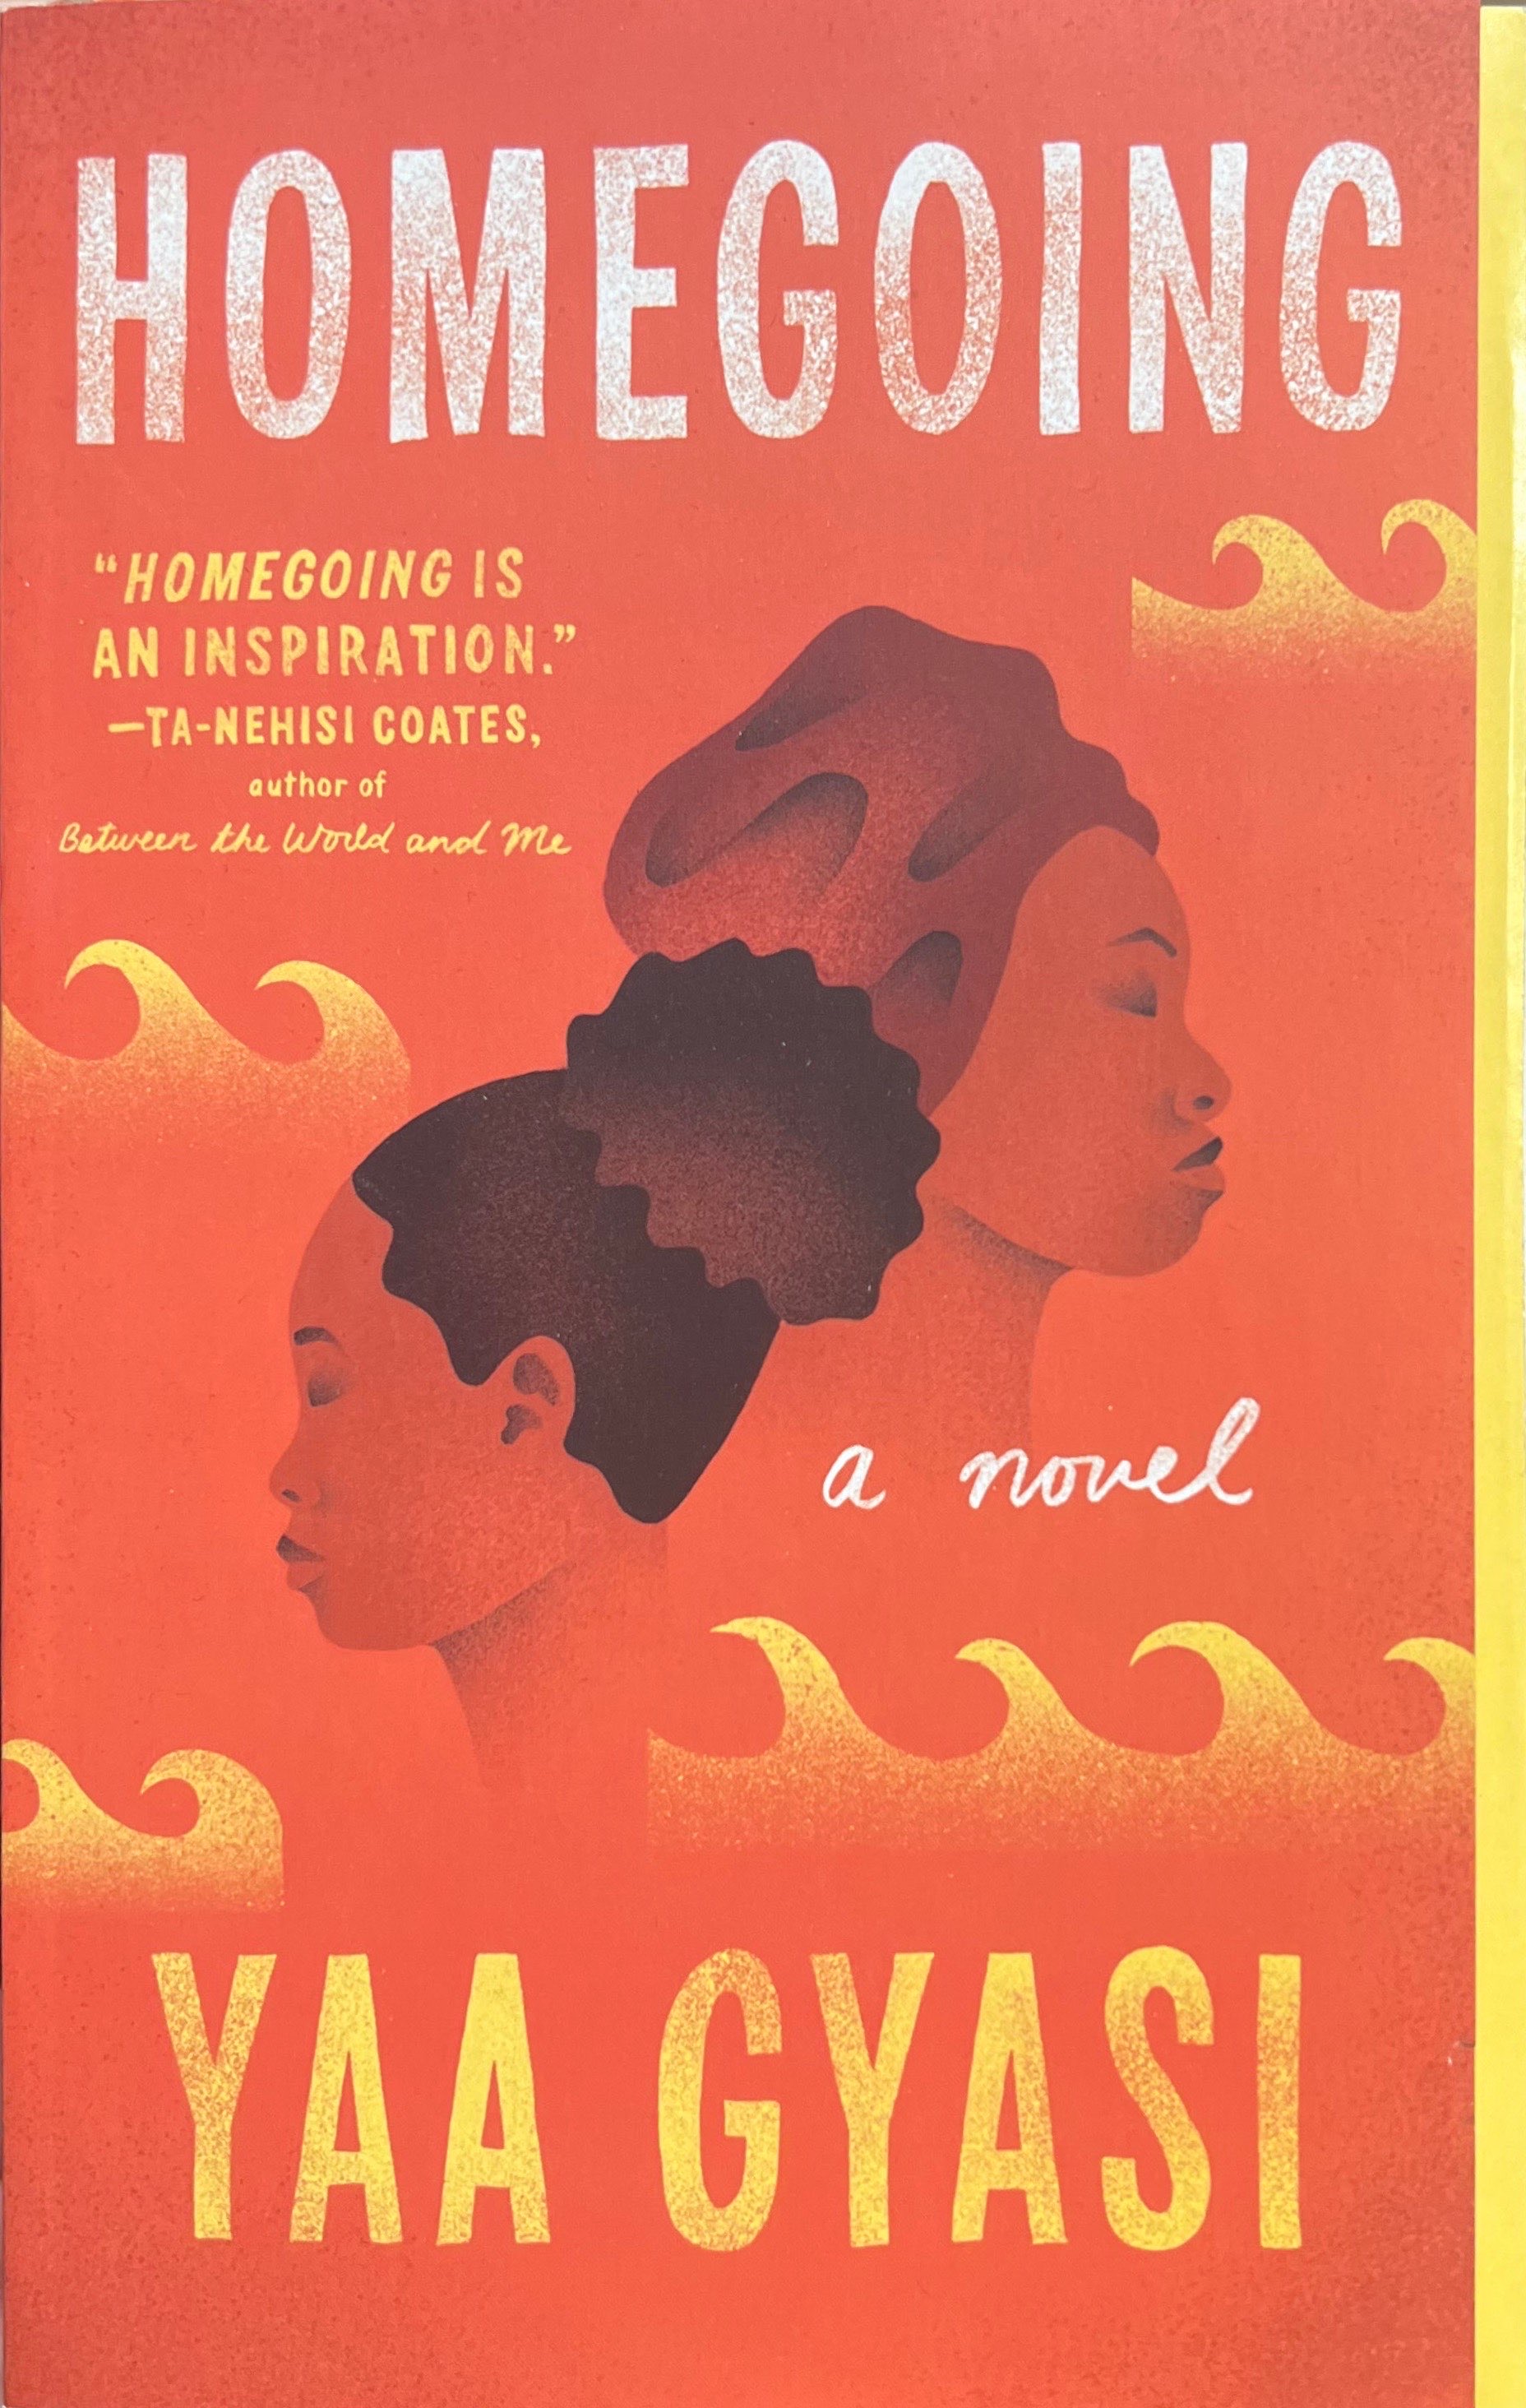 HOMEGOING
“HOMEGOING IS
AN INSPIRATION.”
—TA-NEHISI COATES,
author of
Between the World and Me
a novel
YAA GYASI